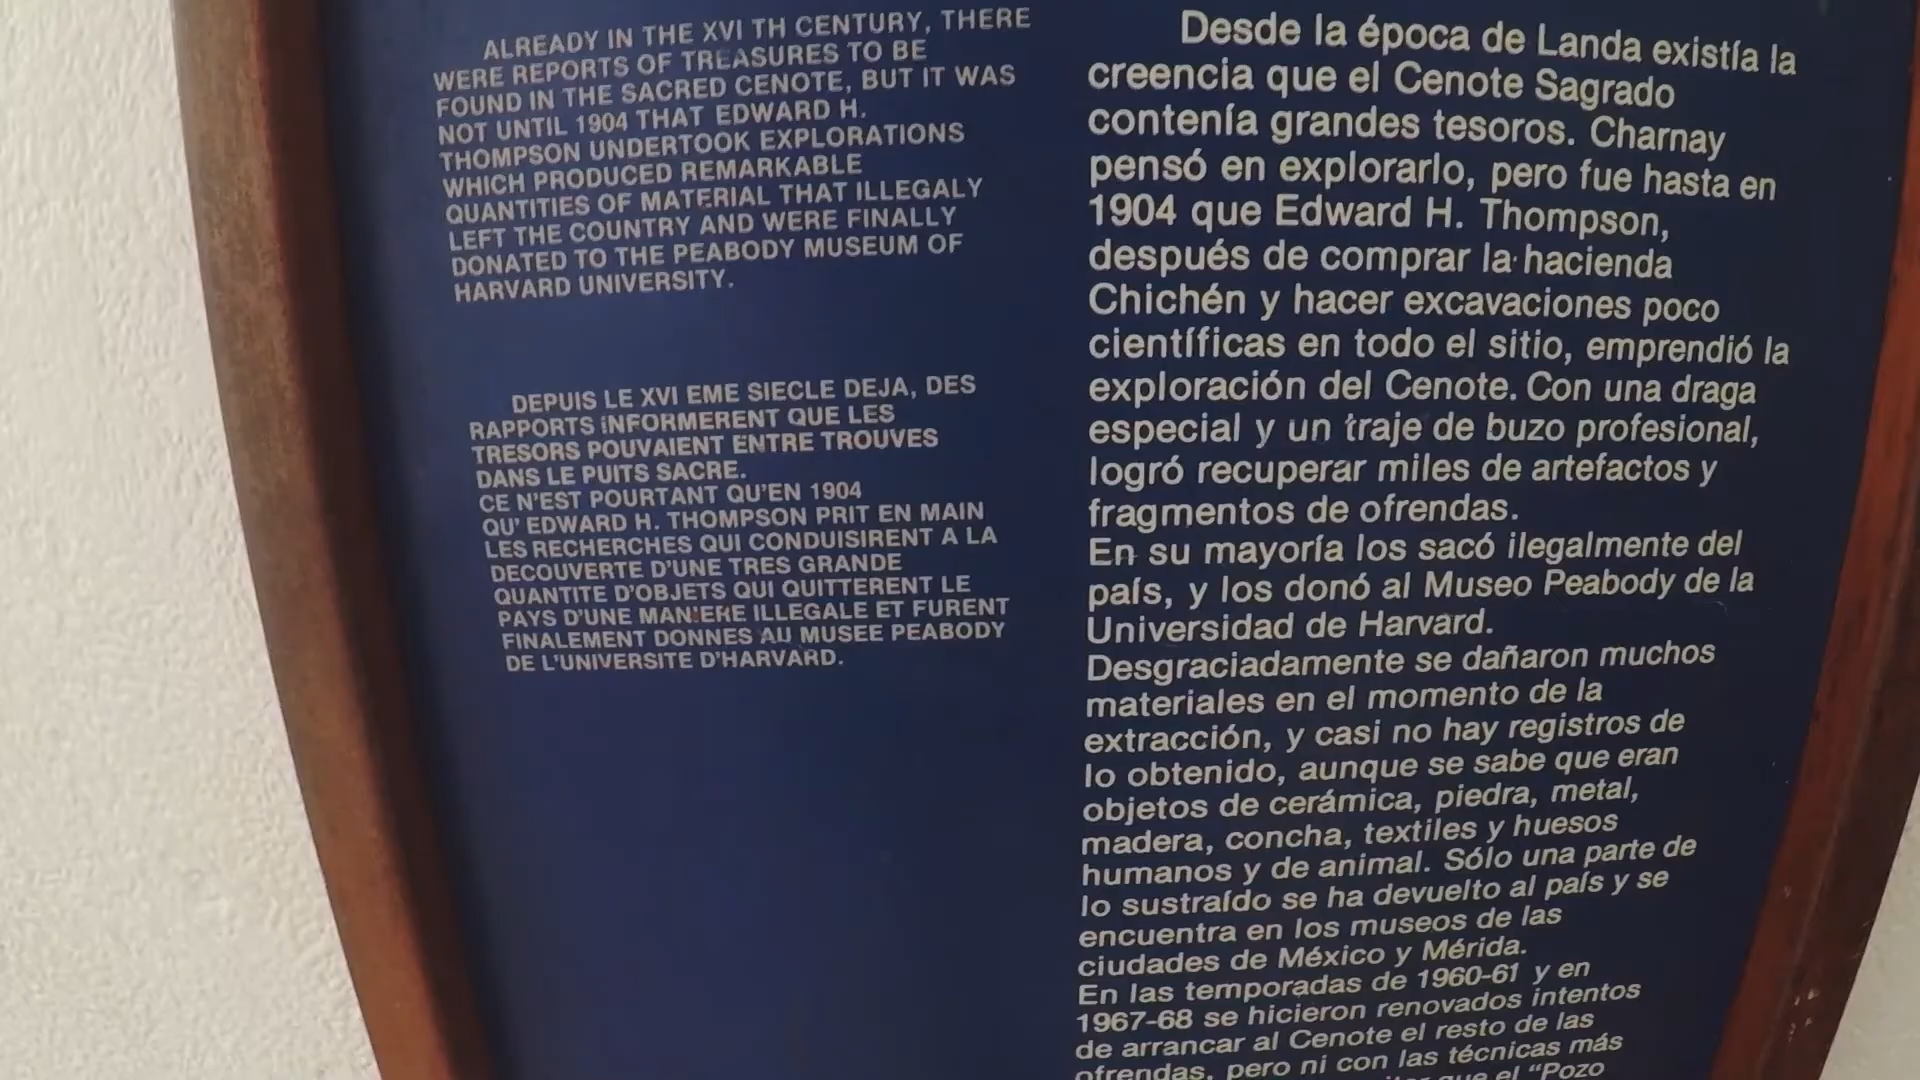 ALREADY IN THE XVI TH CENTURY, THERE
WERE REPORTS OF TREASURES TO BE
FOUND IN THE SACRED CENOTE, BUT IT WAS
NOT UNTIL 1904 THAT EDWARD H.
THOMPSON UNDERTOOK EXPLORATIONS
WHICH PRODUCED REMARKABLE
QUANTITIES OF MATERIAL THAT ILLEGALY
LEFT THE COUNTRY AND WERE FINALLY
DONATED TO THE PEABODY MUSEUM OF
HARVARD UNIVERSITY.
DEPUIS LE XVI EME SIECLE DEJA, DES
RAPPORTS INFORMERENT QUE LES
TRESORS POUVAIENT ENTRE TROUVES
DANS LE PUITS SACRE.
CE N'EST POURTANT QU'EN 1904
QU' EDWARD H. THOMPSON PRIT EN MAIN
LES RECHERCHES QUI CONDUISIRENT A LA
DECOUVERTE D'UNE TRES GRANDE
QUANTITE D'OBJETS QUI QUITTERENT LE
PAYS D'UNE MANIERE ILLEGALE ET FURENT
FINALEMENT DONNES AU MUSEE PEABODY
DE L'UNIVERSITE D'HARVARD.
Desde la época de Landa existía la
creencia que el Cenote Sagrado
contenía grandes tesoros. Charnay
pensó en explorarlo, pero fue hasta en
1904 que Edward H. Thompson,
después de comprar la hacienda
Chichén y hacer excavaciones poco
científicas en todo el sitio, emprendió la
exploración del Cenote. Con una draga
especial y un traje de buzo profesional,
logró recuperar miles de artefactos y
fragmentos de ofrendas.
En su mayoría los sacó ilegalmente del
país, y los donó al Museo Peabody de la
Universidad de Harvard.
Desgraciadamente se dañaron muchos
materiales en el momento de la
extracción, y casi no hay registros de
lo obtenido, aunque se sabe que eran
objetos de cerámica, piedra, metal,
madera, concha, textiles y huesos
humanos y de animal. Sólo una parte de
lo sustraído se ha devuelto al país y se
encuentra en los museos de las
ciudades de México y Mérida.
En las temporadas de 1960-61 y en
1967-68 se hicieron renovados intentos
de arrancar al Cenote el resto de las
ofrendas, pero ni con las técnicas más
que el "Pozo